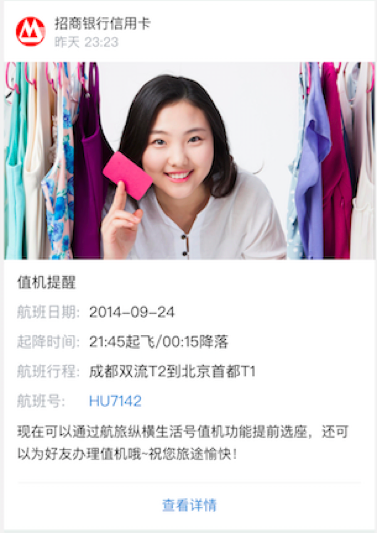 招商银行信用卡
昨天 23:23
值机提醒
航班日期: 2014-09-24
起降时间: 21:45起飞/00:15降落
航班行程: 成都双流T2到北京首都T1
航班号: HU7142
现在可以通过航旅纵横生活号值机功能提前选座，还可
以为好友办理值机哦~祝您旅途愉快！
查看详情